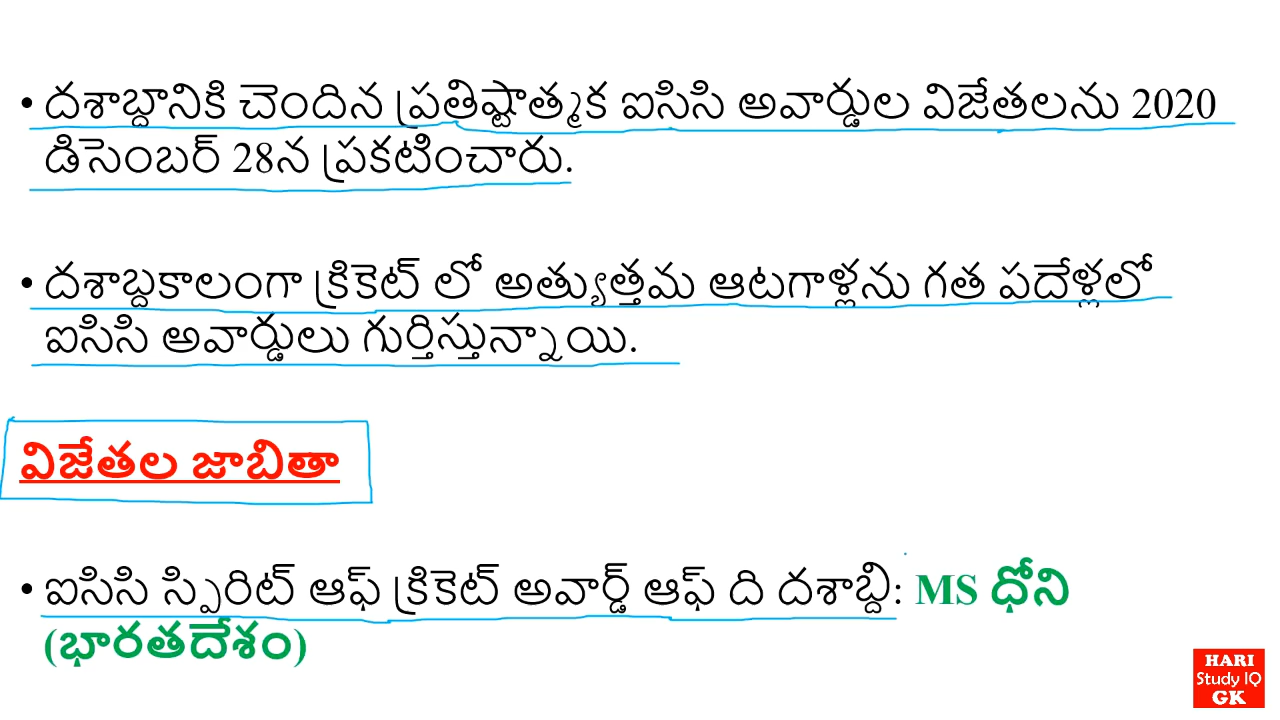 • దశాబ్దానికి చెందిన ప్రతిష్టాత్మక ఐసిసి అవార్డుల విజేతలను 2020
డిసెంబర్ 28న ప్రకటించారు.
• దశాబ్దకాలంగా క్రికెట్ లో అత్యుత్తమ ఆటగాళ్లను గత పదేళ్లలో
ఐసిసి అవార్డులు గుర్తిస్తున్నాయి.
విజేతల జాబితా
• ఐసిసి స్పిరిట్ ఆఫ్ క్రికెట్ అవార్డ్ ఆఫ్ ది దశాబ్ది: MS ధోని
(భారతదేశం)
HARI
Study IQ
GK